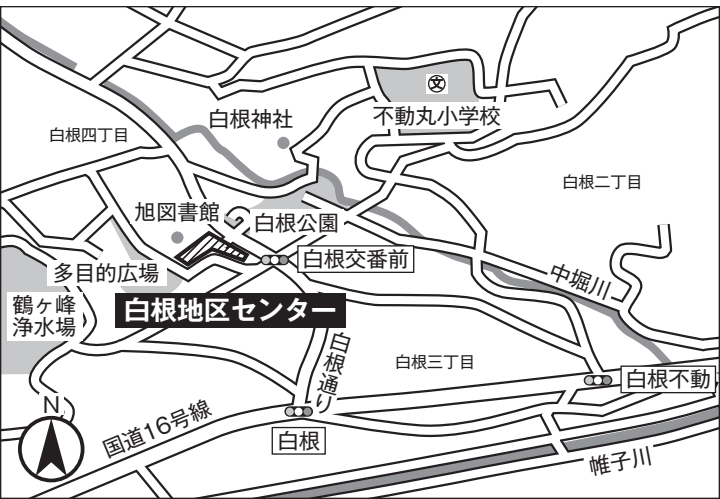 文
不動丸小学校
白根神社
白根四丁目
白根二丁目
旭図書館
白根公園
白根交番前
多目的広場
中堀川
鶴ヶ峰
浄水場
白根地区センター
白根通り
白根三丁目
白根不動
N
国道16号線
白根
帷子川